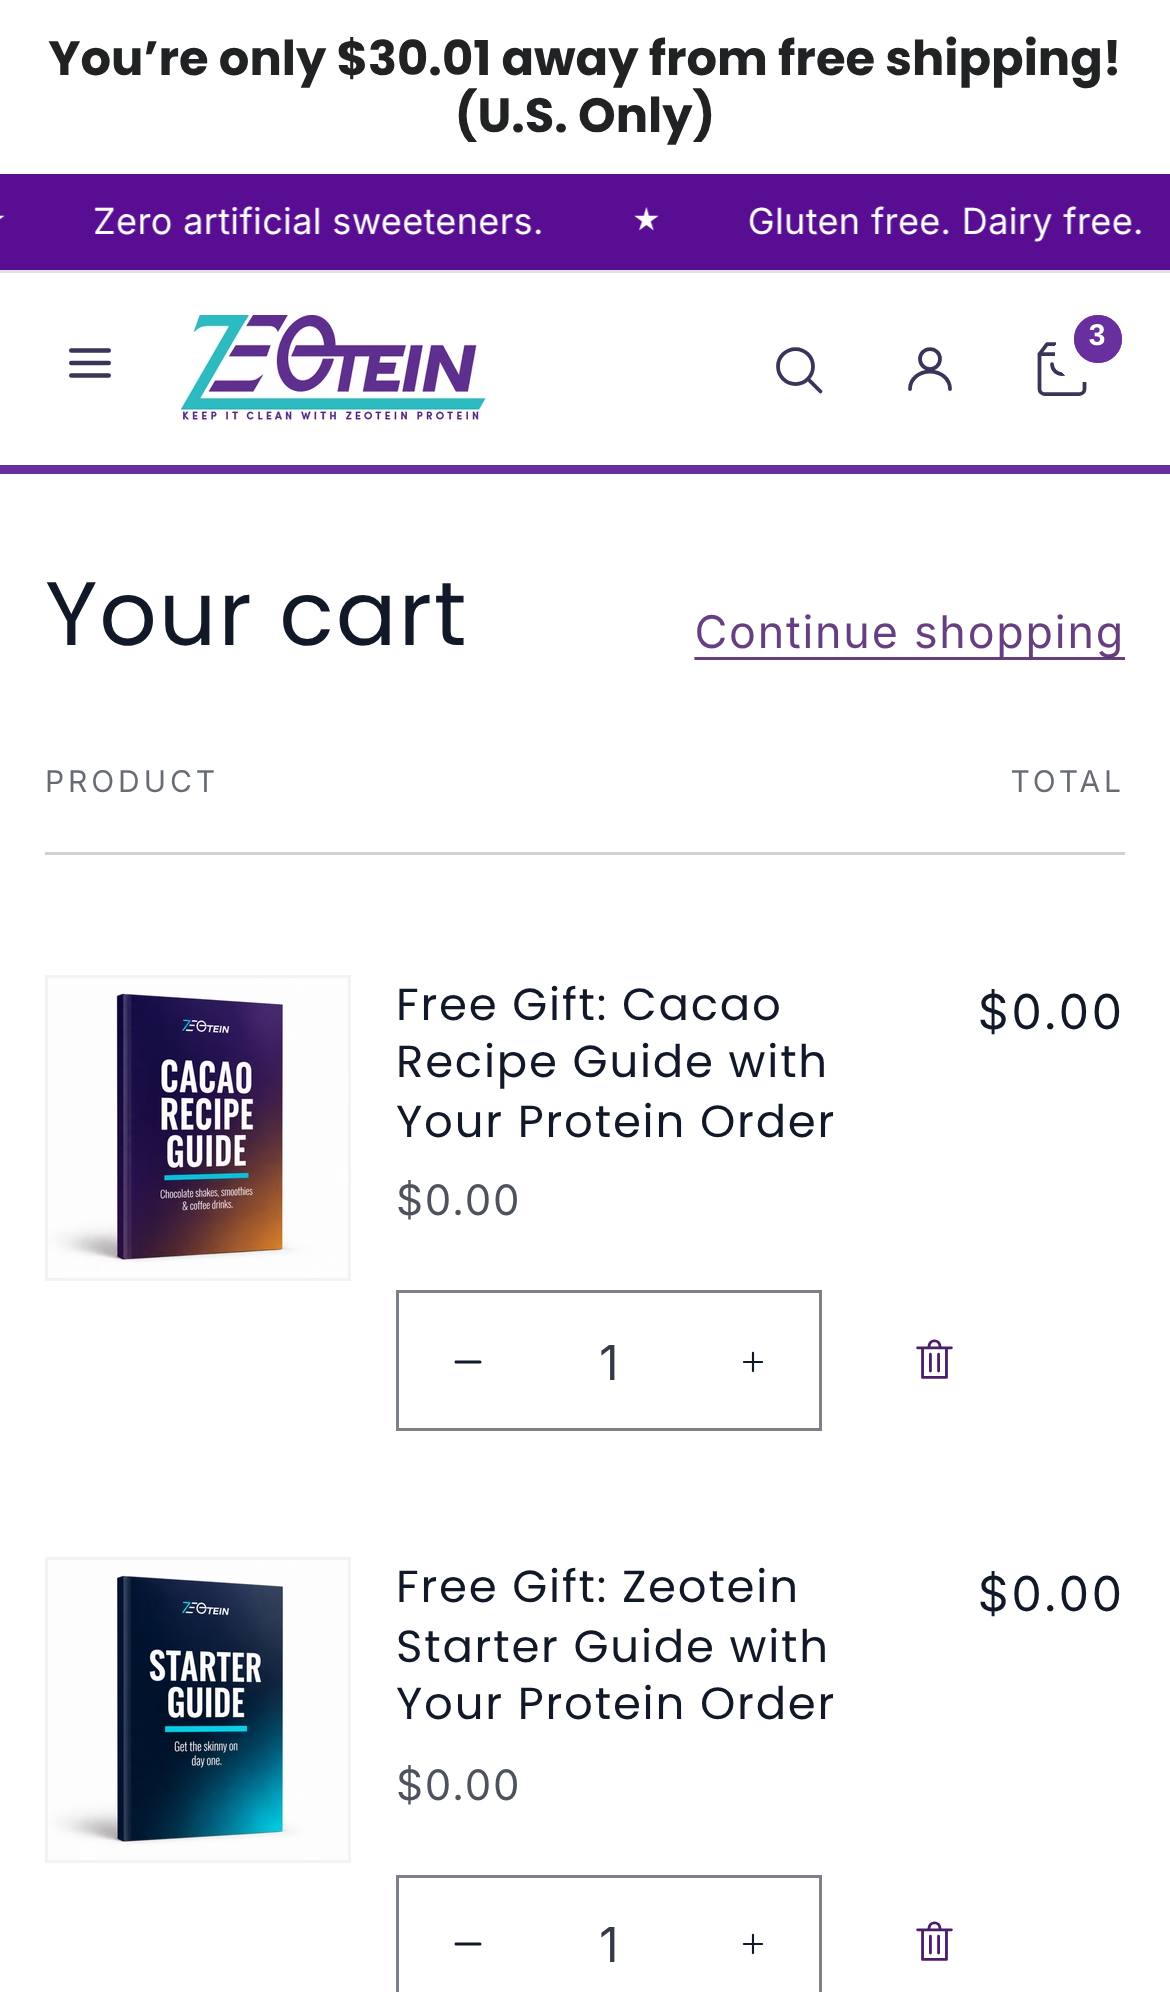 You’re only $30.01 away from free shipping!
(U.S. Only)
★ Zero artificial sweeteners. ★ Gluten free. Dairy free.
ZEOTEIN
KEEP IT CLEAN WITH ZEOTEIN PROTEIN
3
Your cart
Continue shopping
PRODUCT
TOTAL
ZEOTEIN
CACAO
RECIPE
GUIDE
Chocolate shakes, smoothies
& coffee drinks.
Free Gift: Cacao
Recipe Guide with
Your Protein Order
$0.00
$0.00
− 1 +
ZEOTEIN
STARTER
GUIDE
Get the skinny on
day one.
Free Gift: Zeotein
Starter Guide with
Your Protein Order
$0.00
$0.00
− 1 +